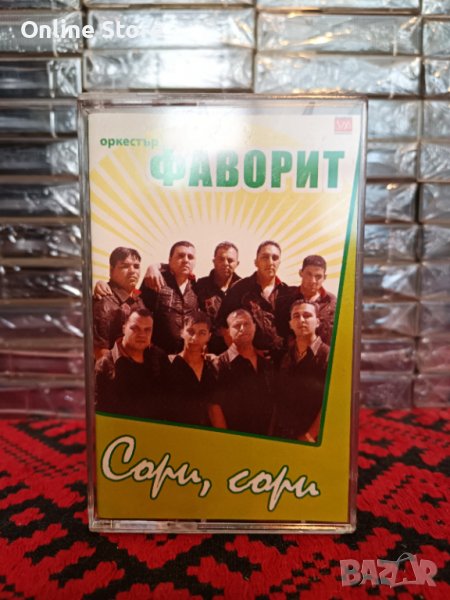 Online Store
оркестър
ФАВОРИТ
Сори, сори
BAZAR